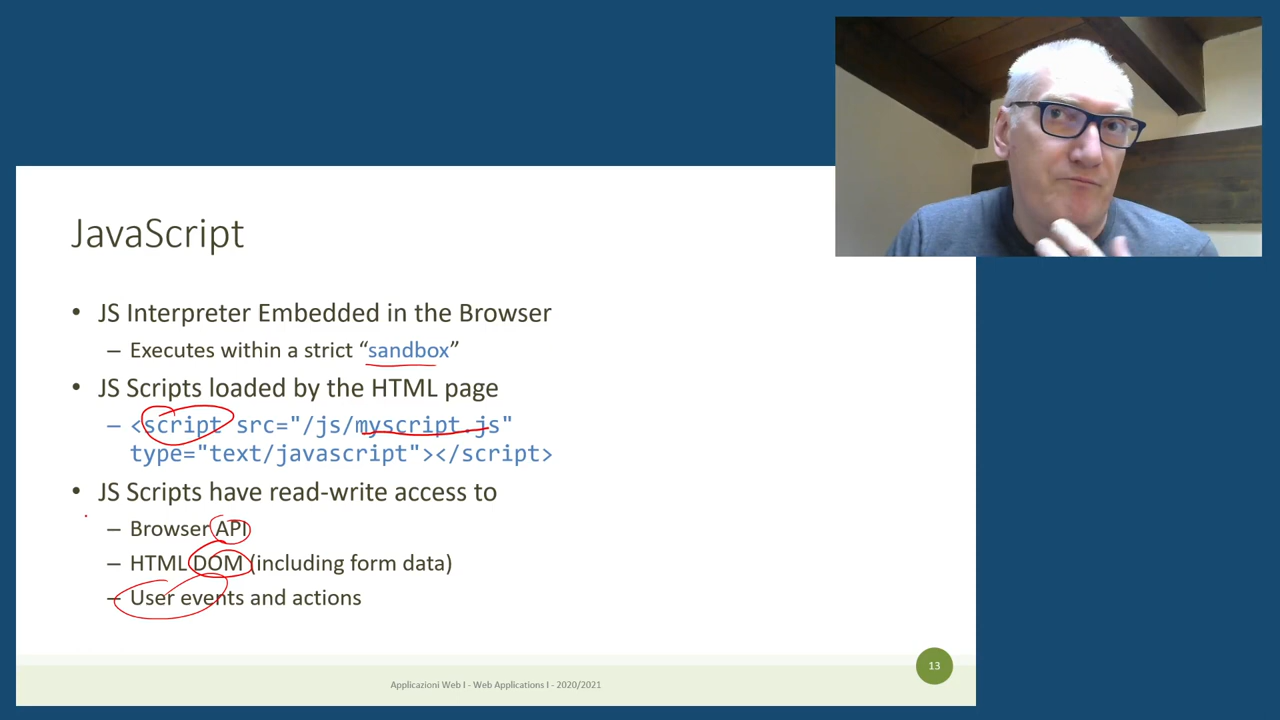 JavaScript
• JS Interpreter Embedded in the Browser
– Executes within a strict “sandbox”
• JS Scripts loaded by the HTML page
– <script src="/js/myscript.js"
type="text/javascript"></script>
• JS Scripts have read-write access to
– Browser API
– HTML DOM (including form data)
– User events and actions
13
Applicazioni Web I - Web Applications I - 2020/2021